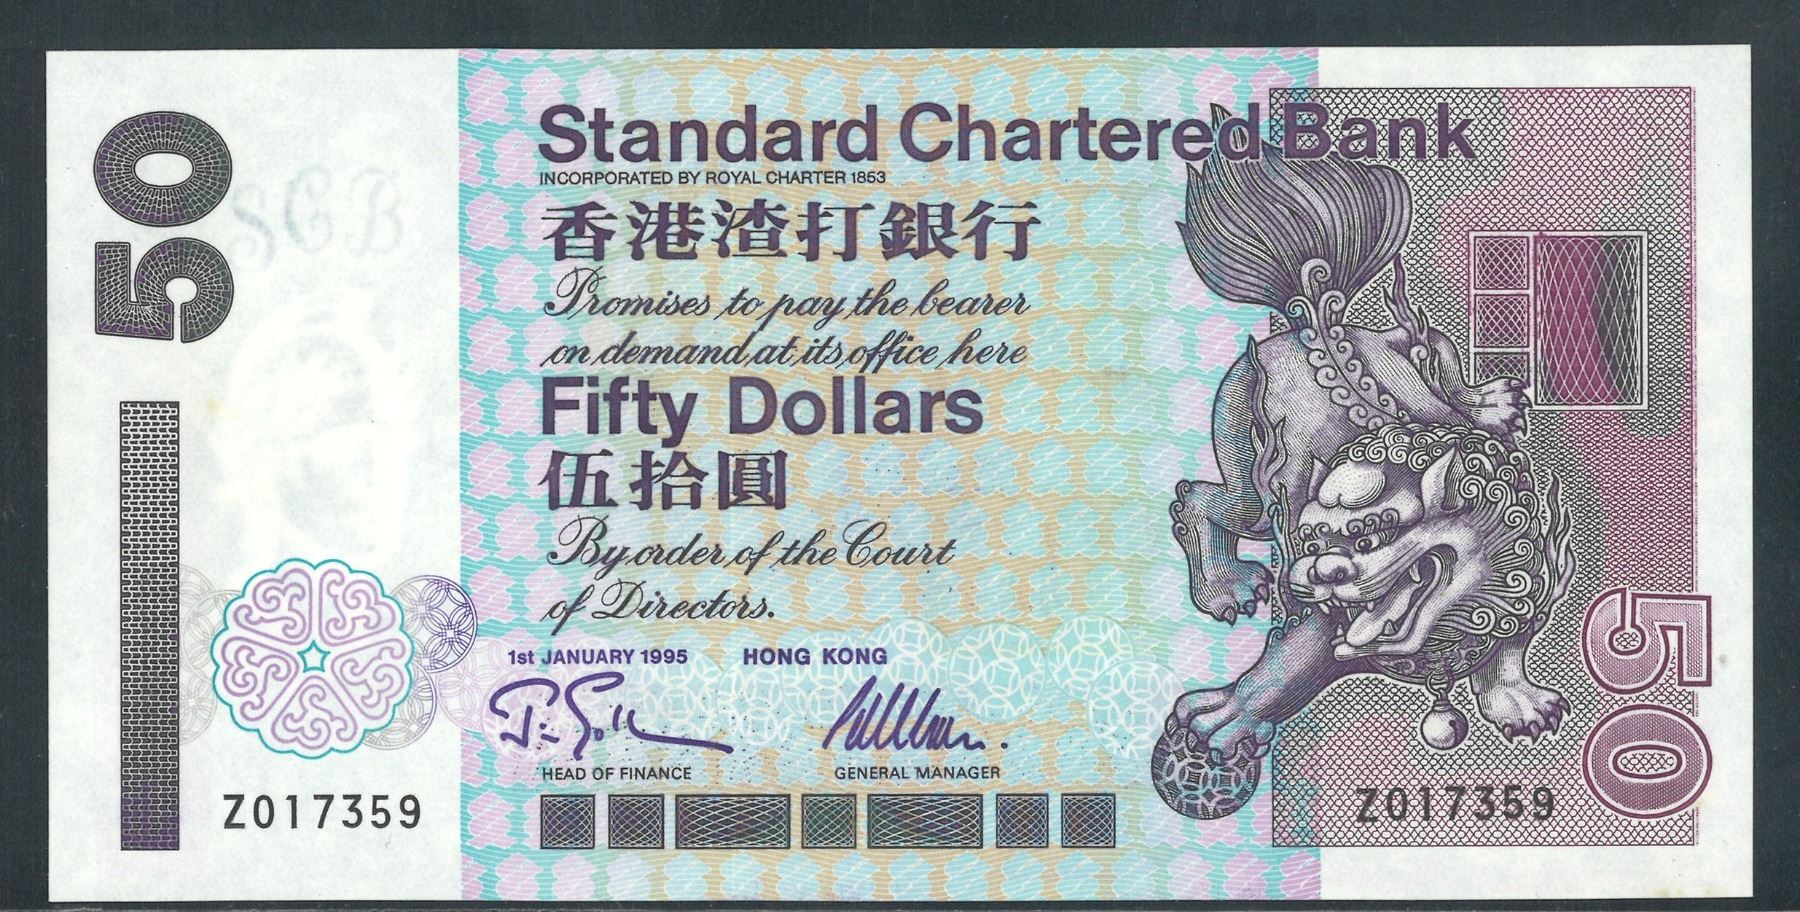 50
SCB
Standard Chartered Bank
INCORPORATED BY ROYAL CHARTER 1853
香港渣打銀行
Promises to pay the bearer
on demand at its office here
Fifty Dollars
伍拾圓
By order of the Court
of Directors.
1st JANUARY 1995 HONG KONG
HEAD OF FINANCE GENERAL MANAGER
Z017359
Z017359
50